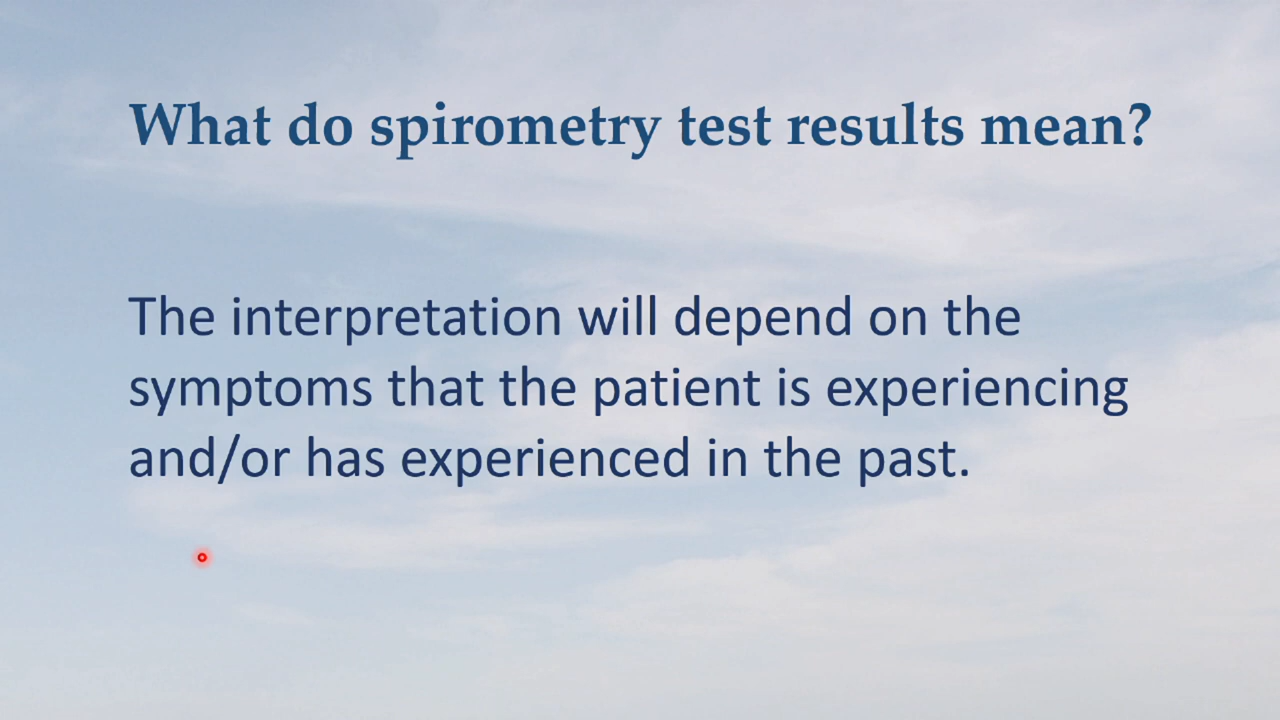 What do spirometry test results mean?
The interpretation will depend on the
symptoms that the patient is experiencing
and/or has experienced in the past.